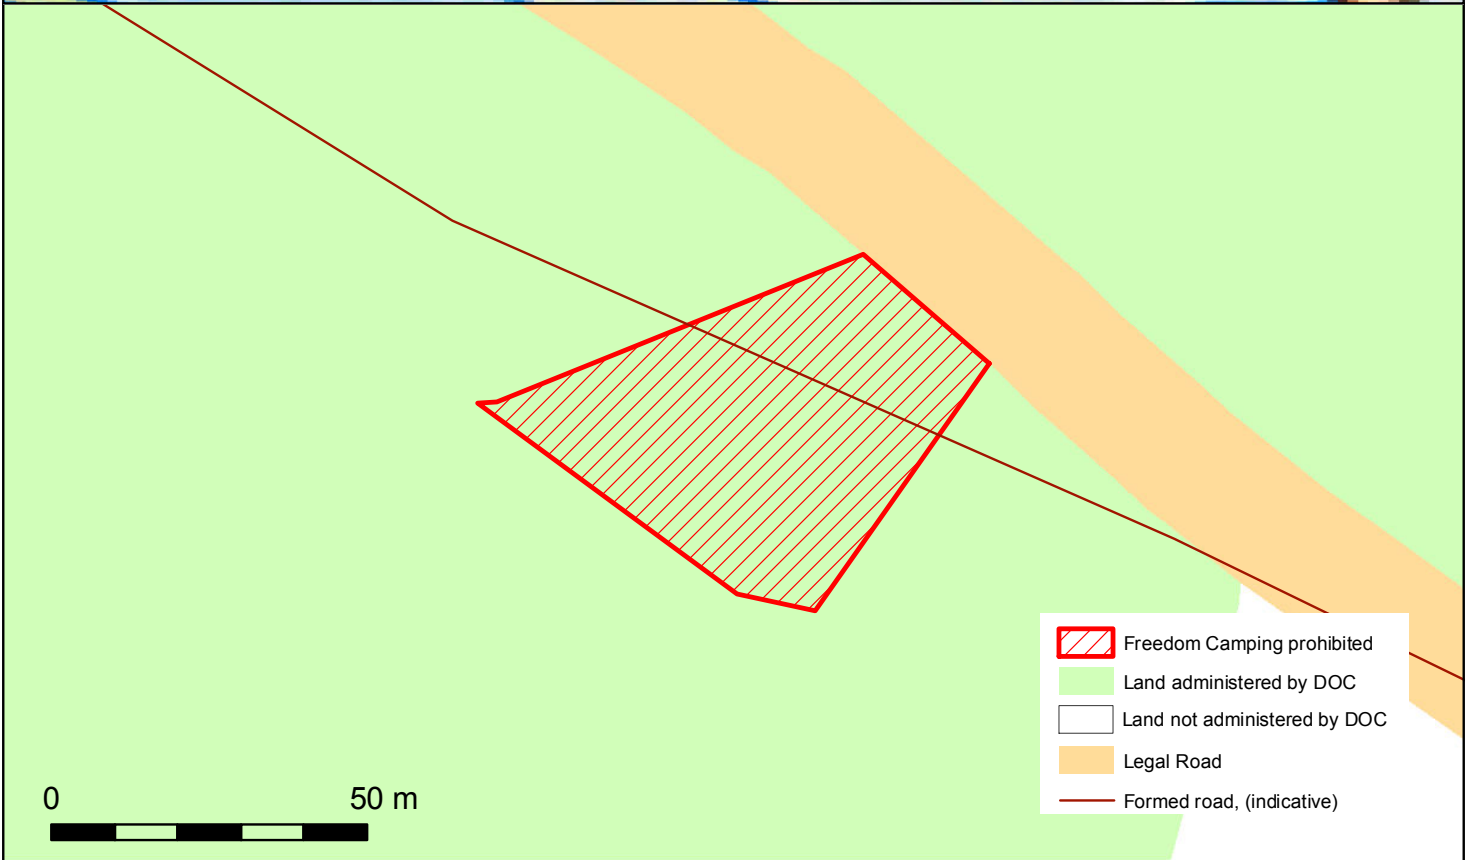 Freedom Camping prohibited
Land administered by DOC
Land not administered by DOC
Legal Road
Formed road, (indicative)
0 50 m